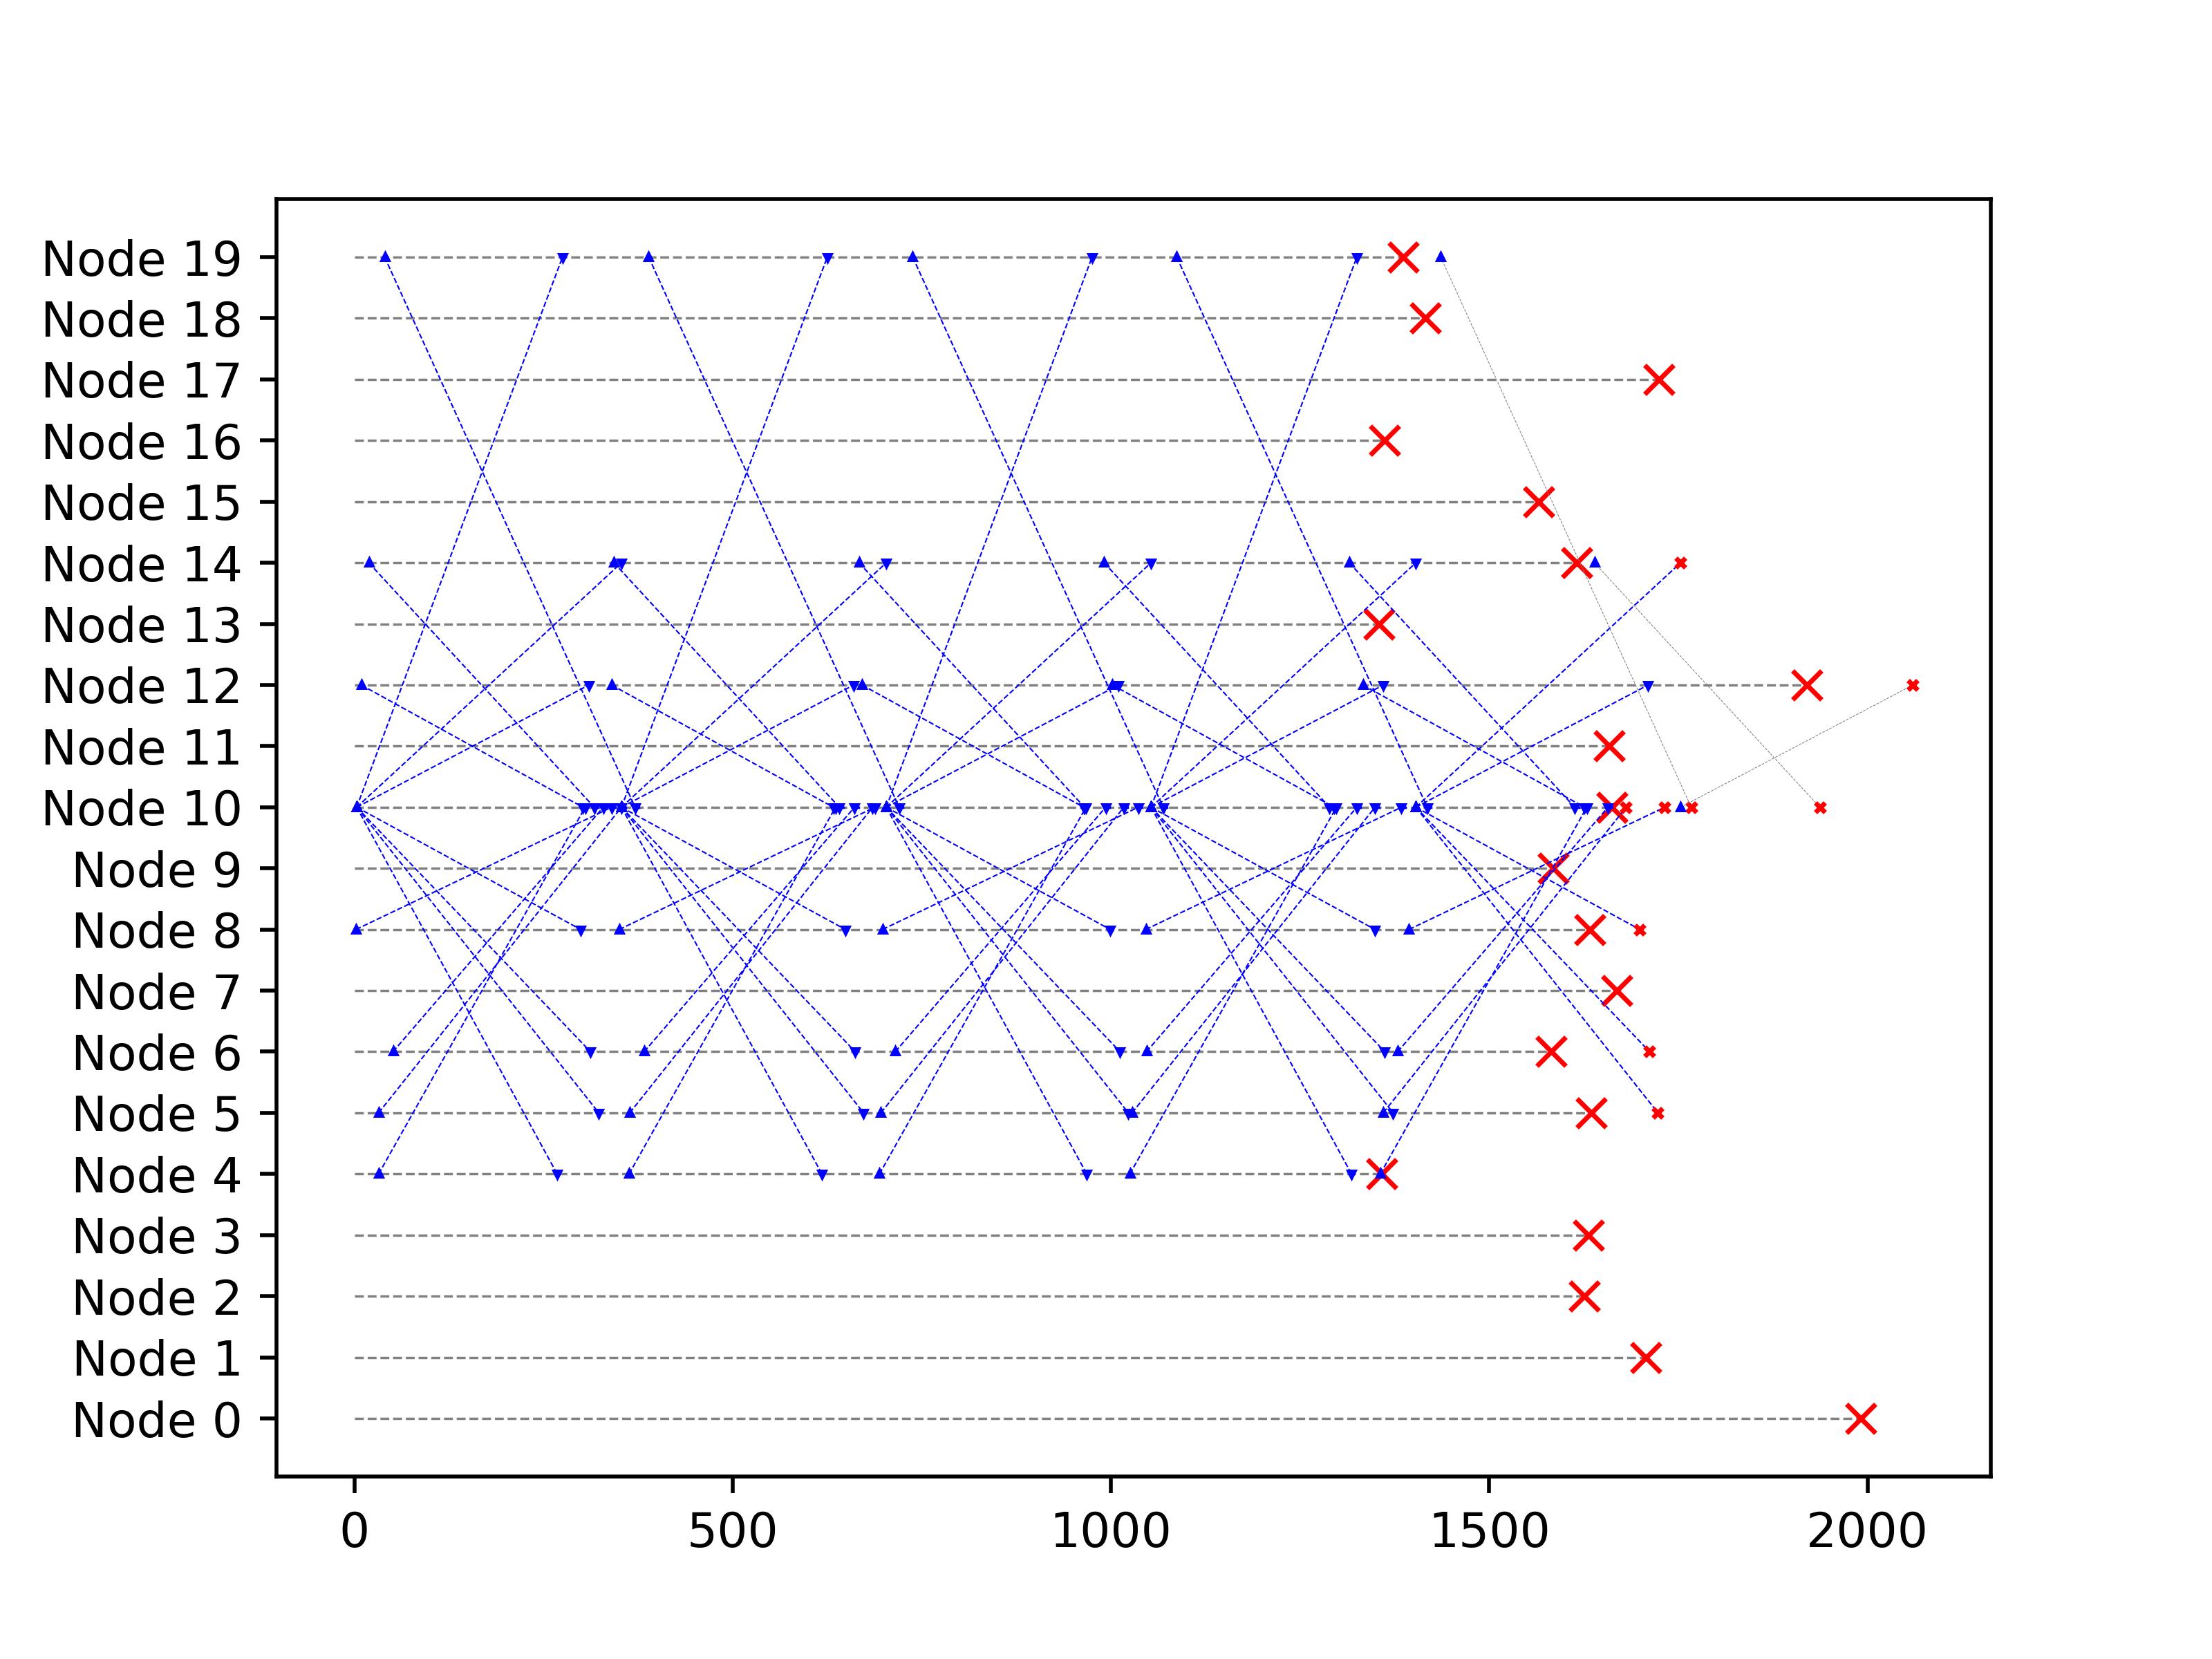 Node 19
Node 18
Node 17
Node 16
Node 15
Node 14
Node 13
Node 12
Node 11
Node 10
Node 9
Node 8
Node 7
Node 6
Node 5
Node 4
Node 3
Node 2
Node 1
Node 0
0 500 1000 1500 2000